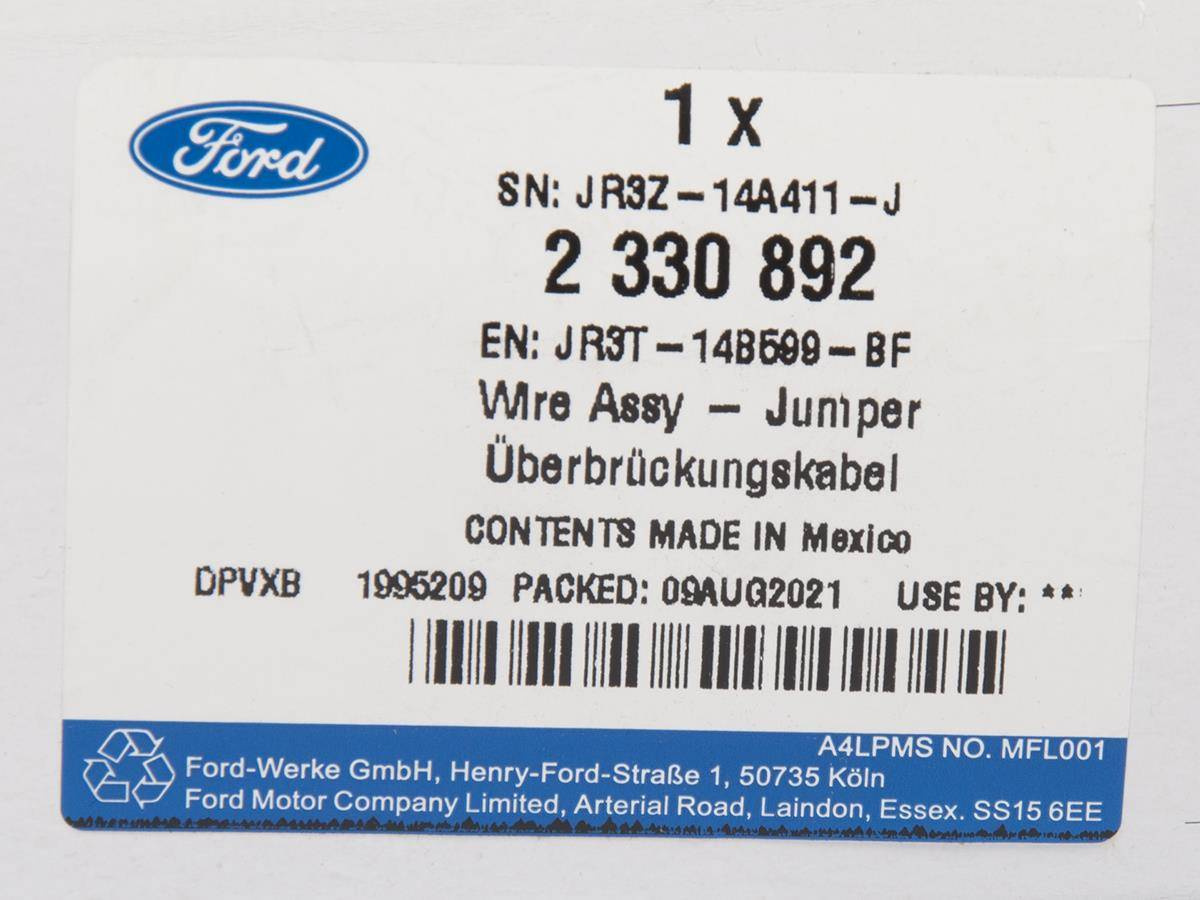 Ford
1 x
SN: JR3Z-14A411-J
2 330 892
EN: JR3T-14B599-BF
Wire Assy - Jumper
Überbrückungskabel
CONTENTS MADE IN Mexico
DPVXB 1995209 PACKED: 09AUG2021 USE BY: **
A4LPMS NO. MFL001
Ford-Werke GmbH, Henry-Ford-Straße 1, 50735 Köln
Ford Motor Company Limited, Arterial Road, Laindon, Essex. SS15 6EE